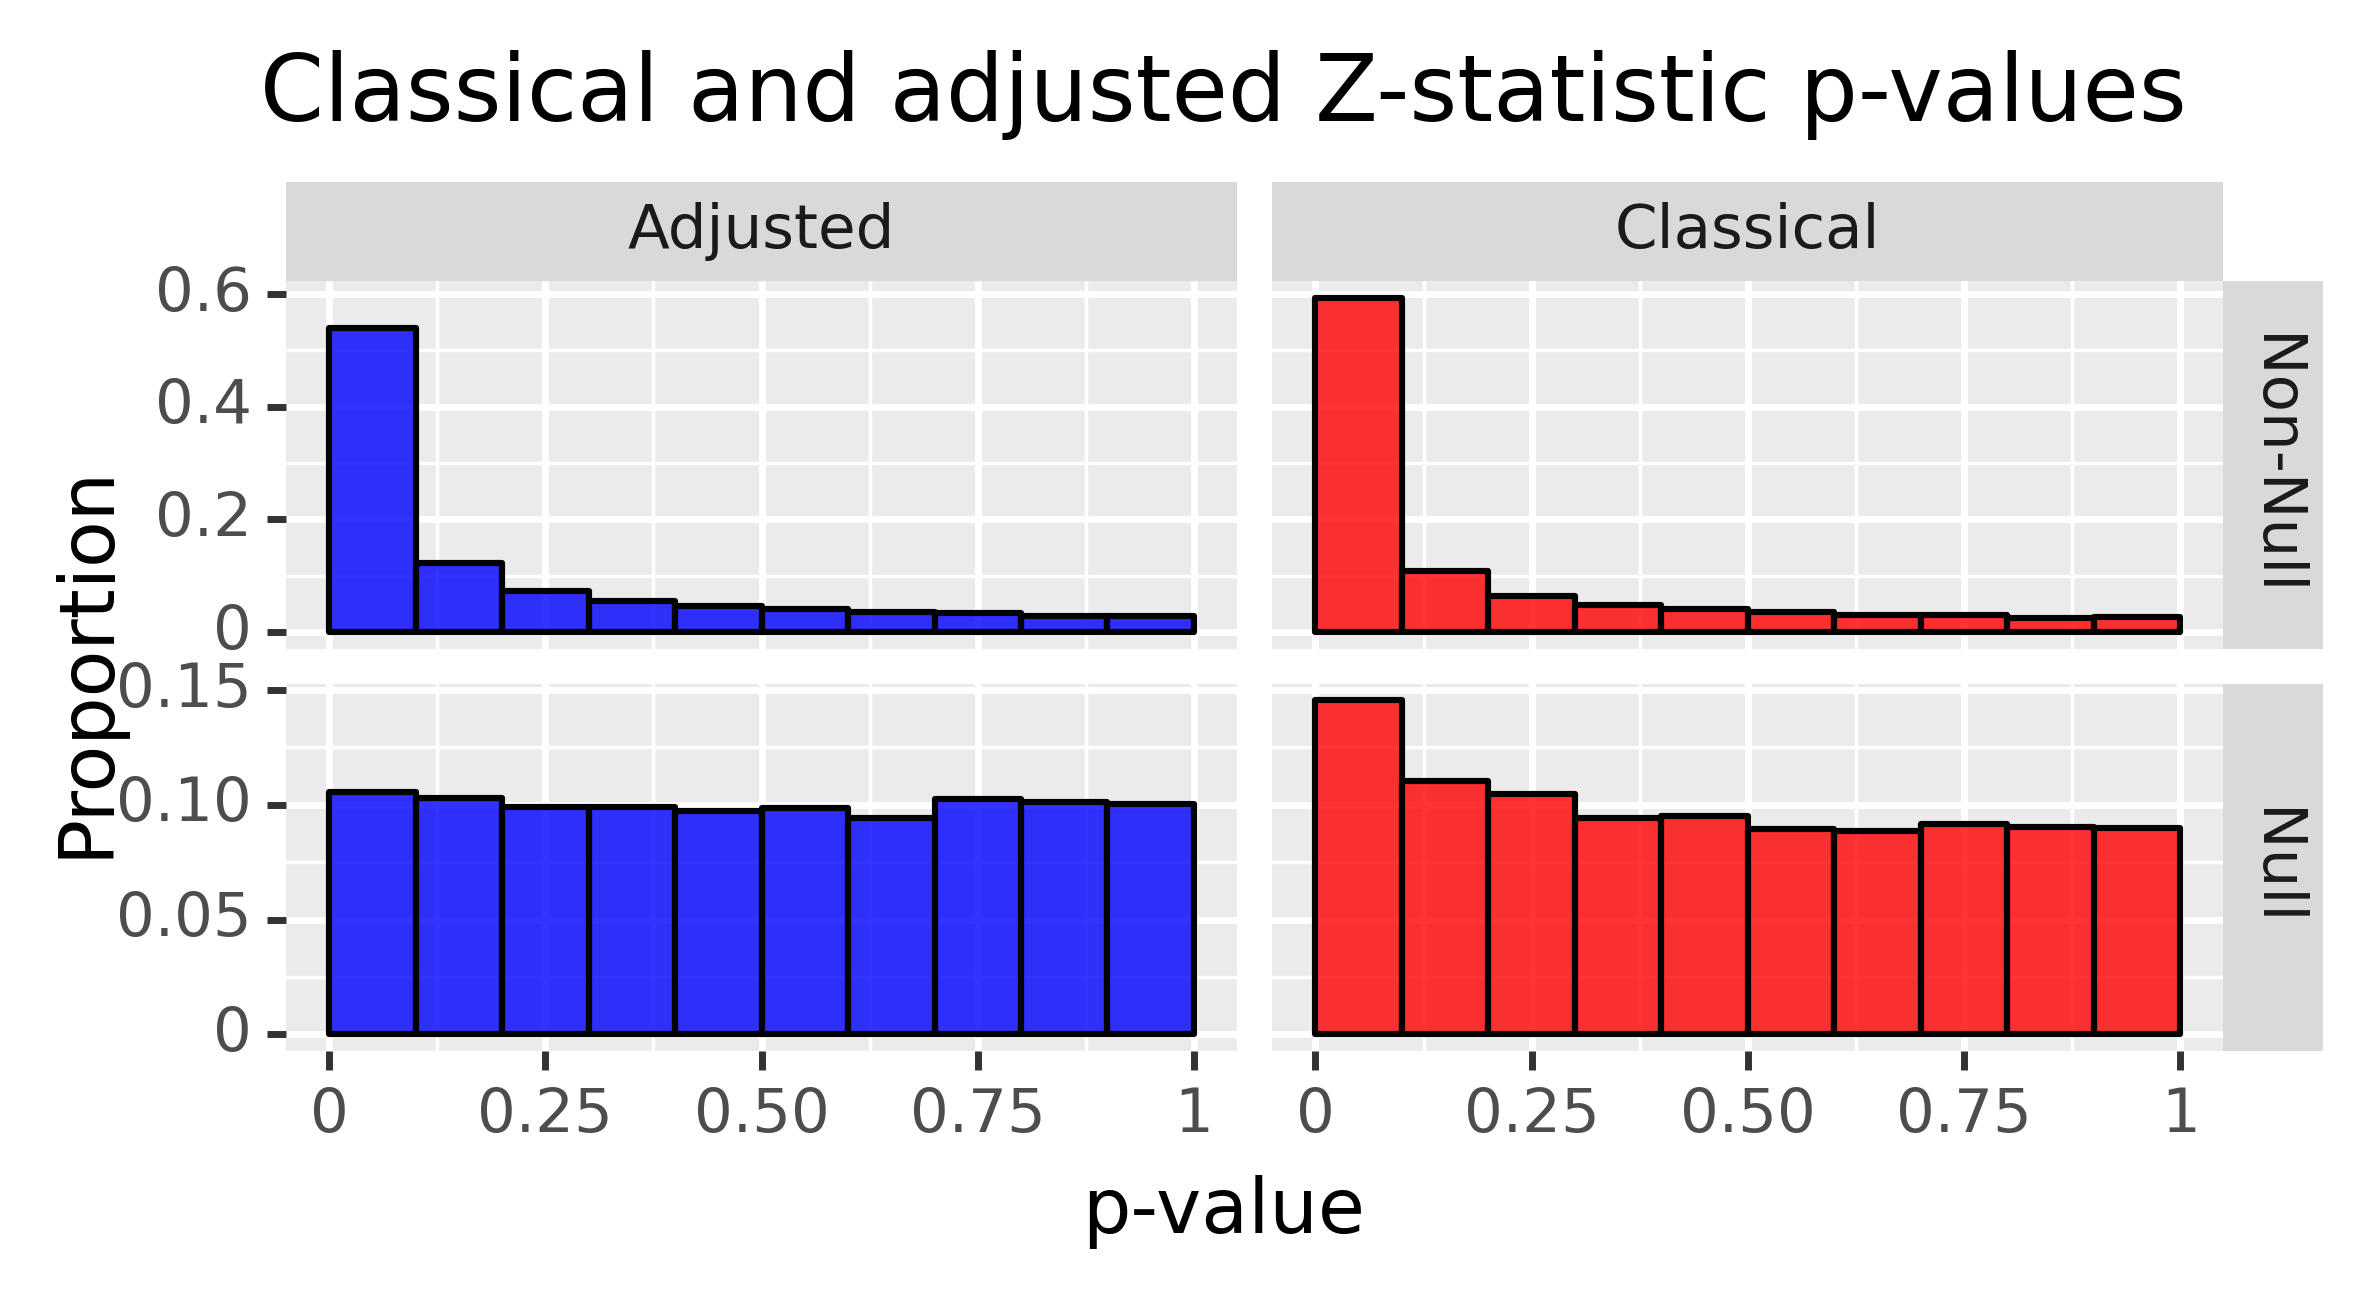 Classical and adjusted Z-statistic p-values
Adjusted
Classical
0.6
0.4
0.2
0
Non-Null
Proportion
0.15
0.10
0.05
0
Null
0 0.25 0.50 0.75 1
0 0.25 0.50 0.75 1
p-value